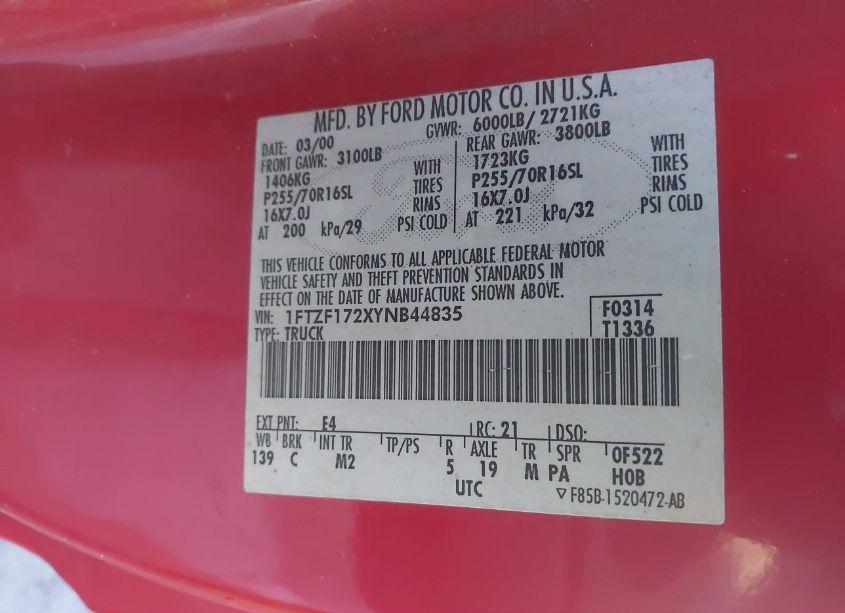 MFD. BY FORD MOTOR CO. IN U.S.A.
DATE: 03/00 GVWR: 6000LB/ 2721KG
FRONT GAWR: 3100LB REAR GAWR: 3800LB
1406KG WITH 1723KG WITH
P255/70R16SL TIRES P255/70R16SL TIRES
16X7.0J RIMS 16X7.0J RIMS
AT 200 kPa/29 PSI COLD AT 221 kPa/32 PSI COLD
THIS VEHICLE CONFORMS TO ALL APPLICABLE FEDERAL MOTOR
VEHICLE SAFETY AND THEFT PREVENTION STANDARDS IN
EFFECT ON THE DATE OF MANUFACTURE SHOWN ABOVE.
VIN: 1FTZF172XYNB44835 F0314
TYPE: TRUCK T1336
EXT PNT: E4 RC: 21 DSO:
WB BRK INT TR TP/PS R AXLE TR SPR 0F522
139 C M2 5 19 M PA H0B
UTC ▽ F85B-1520472-AB